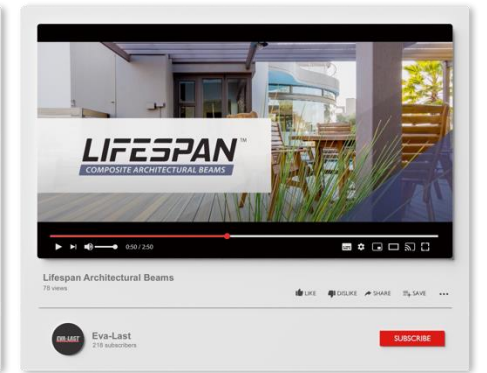 LIFESPAN™
COMPOSITE ARCHITECTURAL BEAMS
0:50 / 2:50
Lifespan Architectural Beams
78 views
LIKE DISLIKE SHARE SAVE
EVA-LAST
Eva-Last
218 subscribers
SUBSCRIBE